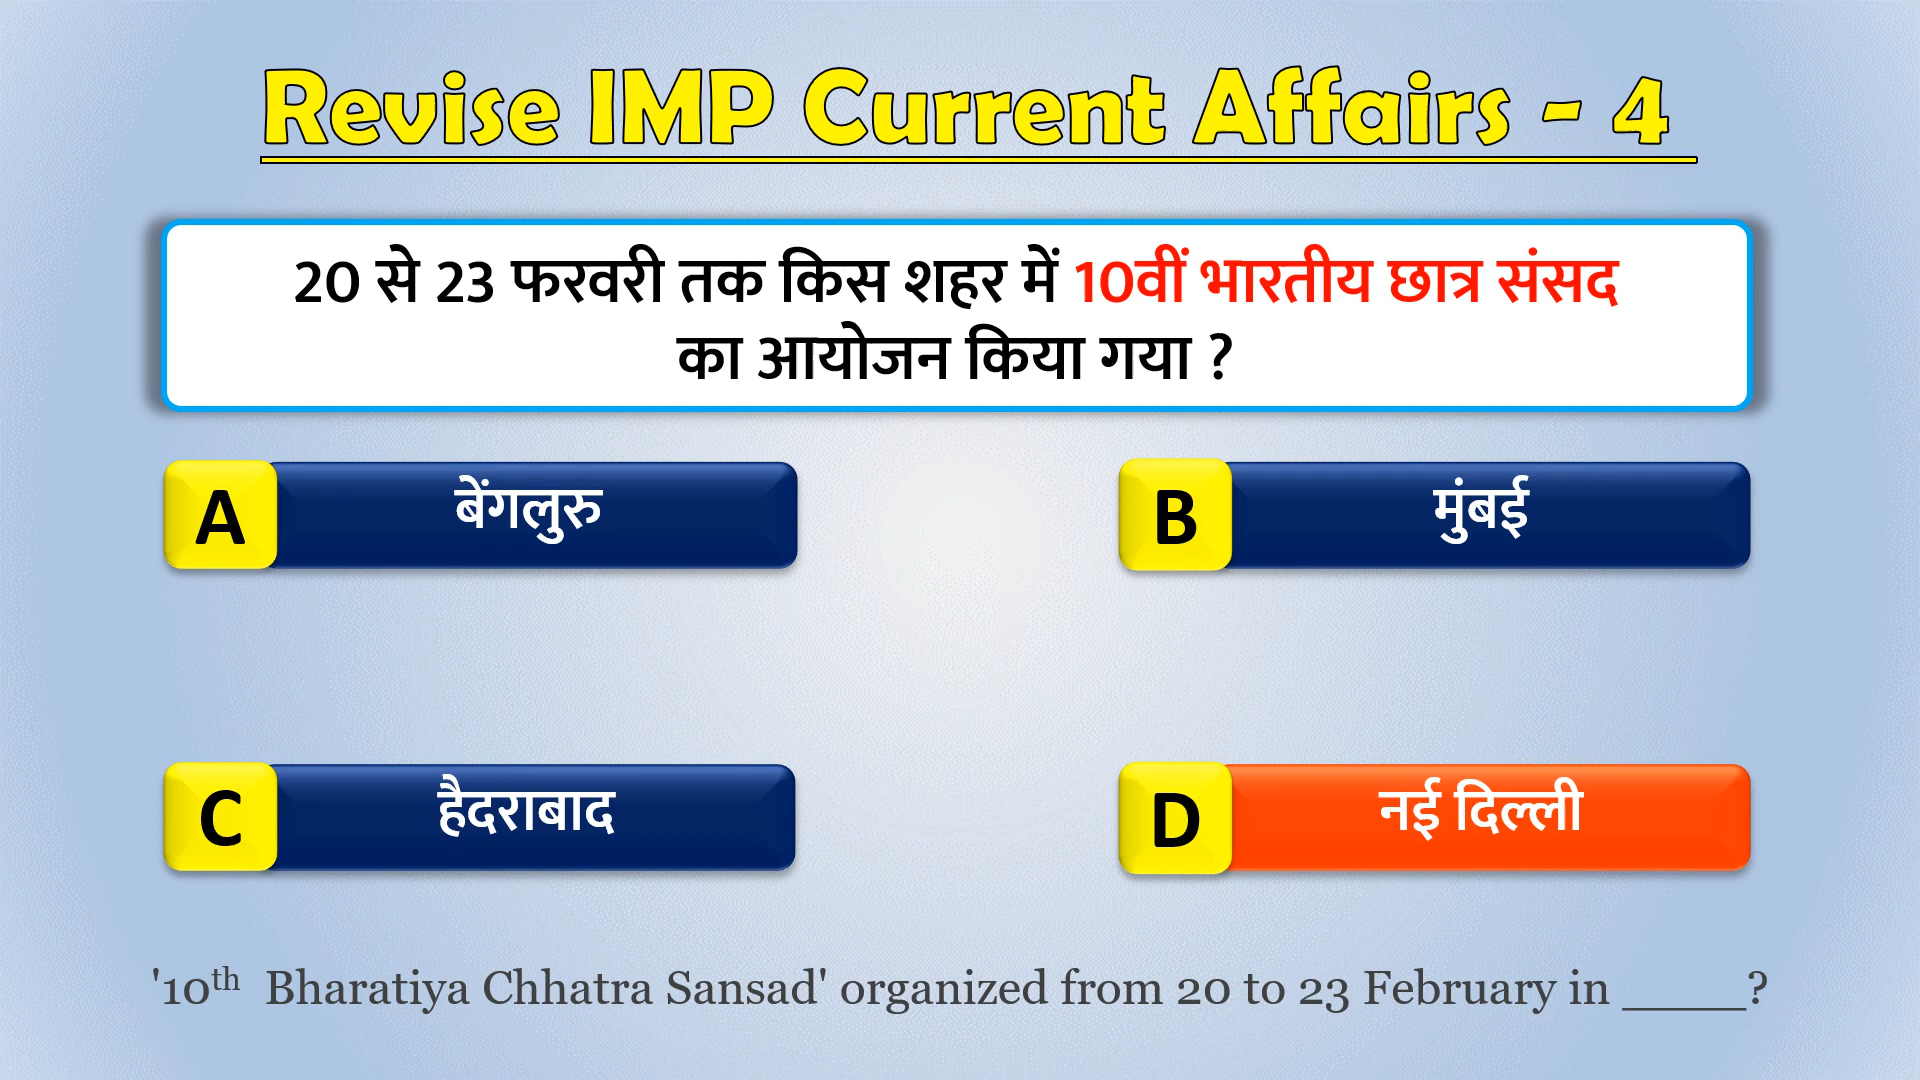 Revise IMP Current Affairs - 4
20 से 23 फरवरी तक किस शहर में 10वीं भारतीय छात्र संसद
का आयोजन किया गया ?
A बेंगलुरु
B मुंबई
C हैदराबाद
D नई दिल्ली
'10th Bharatiya Chhatra Sansad' organized from 20 to 23 February in _____?